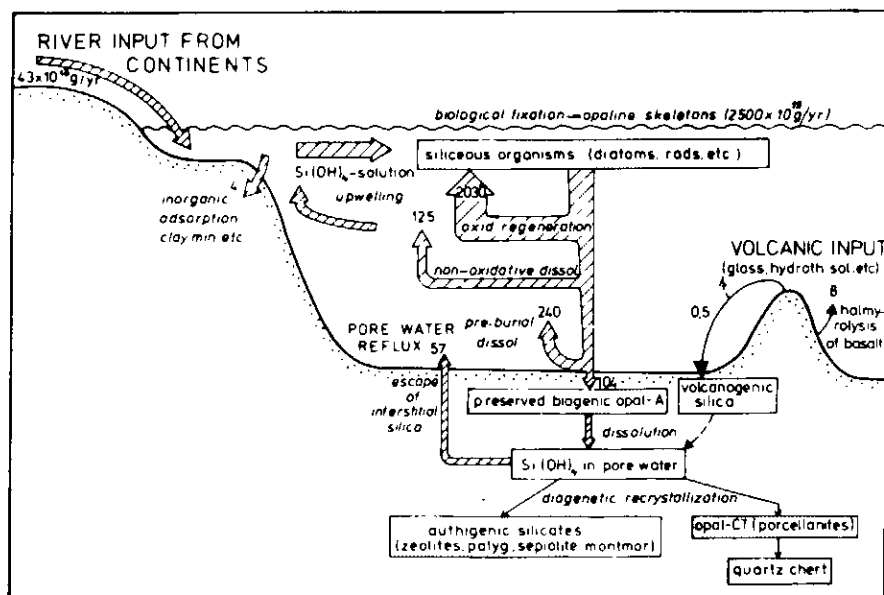 RIVER INPUT FROM
CONTINENTS
biological fixation—opaline skeletons (2500 × 10 g/yr)
siliceous organisms (diatoms, rads, etc.)
Si(OH)₄-solution
upwelling
4
inorganic
adsorption
clay min etc
2030
oxid regeneration
125
non-oxidative dissol
VOLCANIC INPUT
(glass, hydroth sol. etc)
4
0,5
8
halmy-
rolysis
of basalt
240
pre-burial
dissol
PORE WATER
REFLUX 57
escape
of
interstitial
silica
104
preserved biogenic opal-A
volcanogenic
silica
dissolution
Si(OH)₄ in pore water
diagenetic recrystallization
authigenic silicates
(zeolites, palyg, sepiolite montmor)
opal-CT (porcellanites)
quartz chert